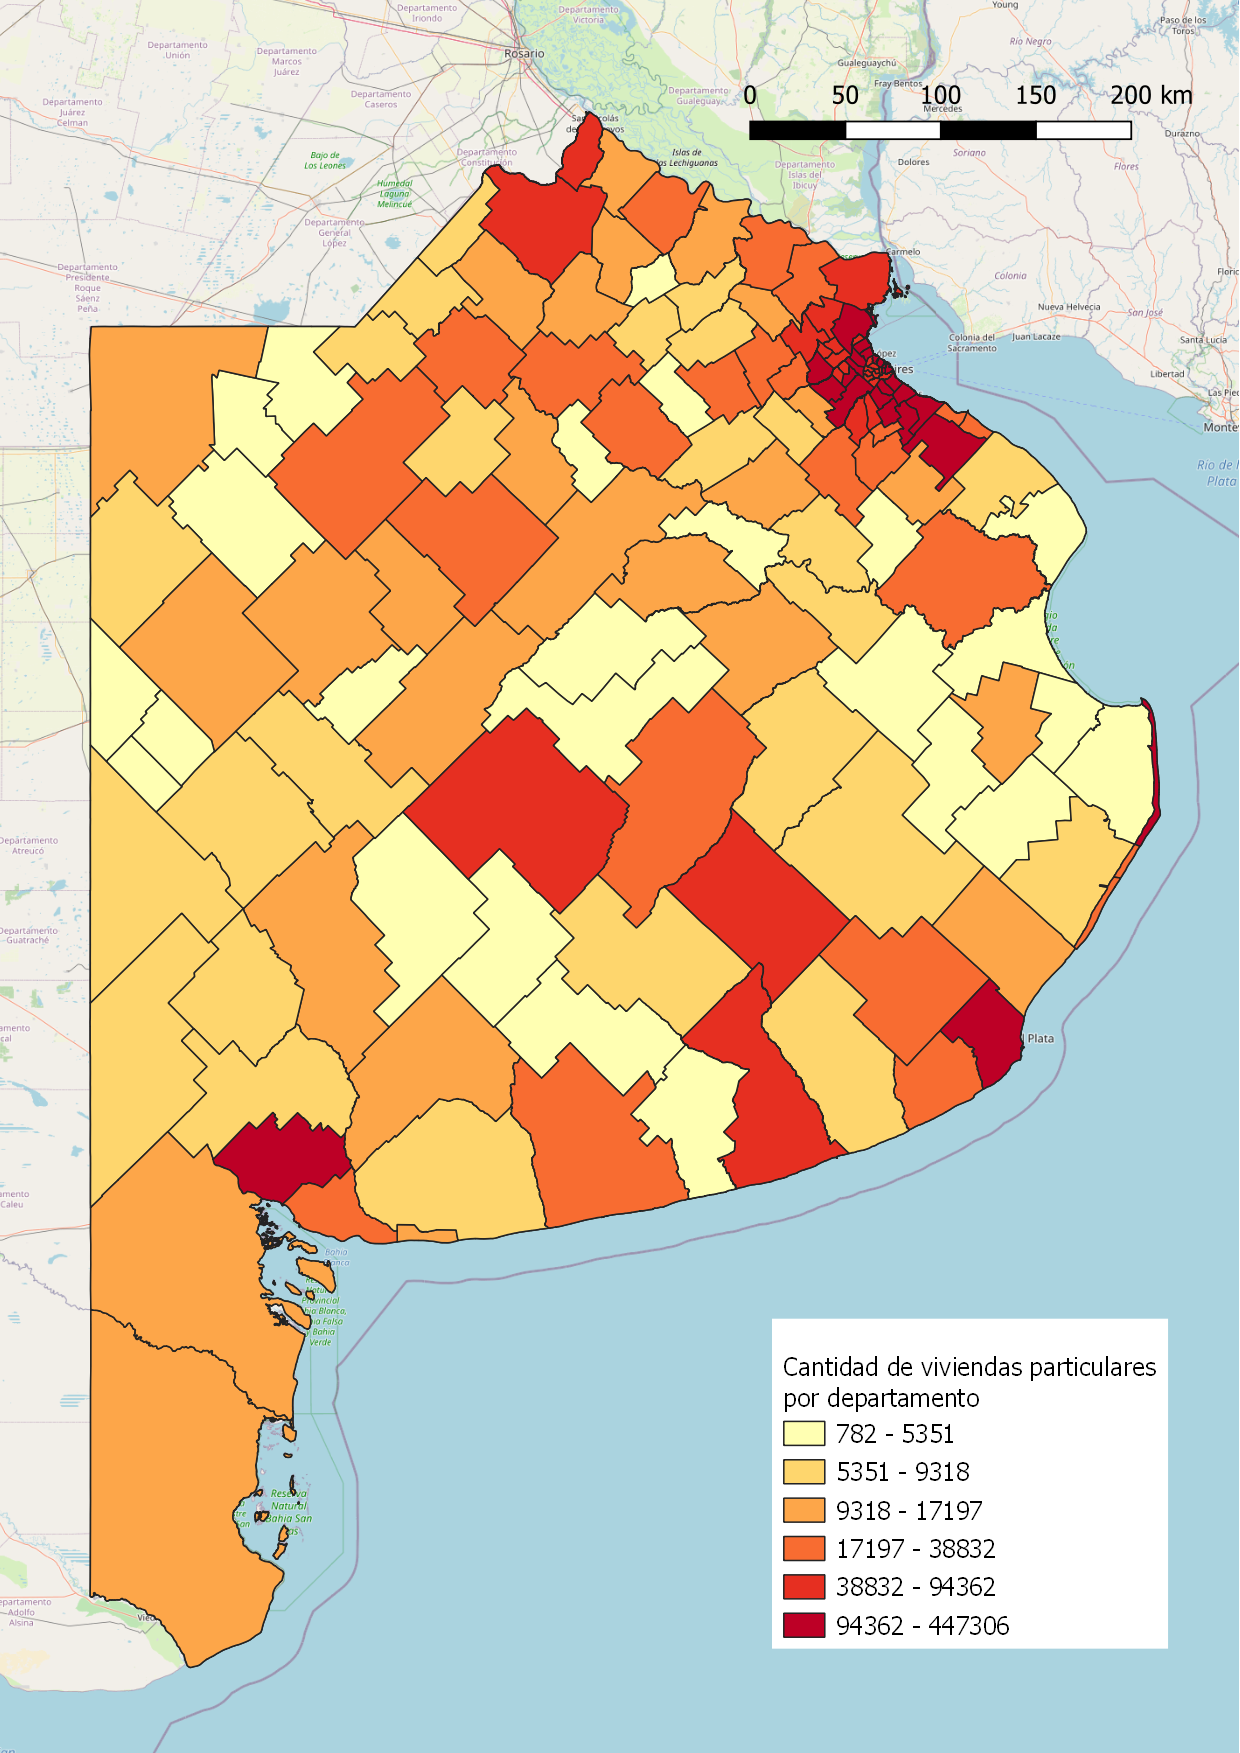 Young
Paso de los
Toros
Departamento
Iriondo
Departamento
Victoria
Departamento
Unión
Departamento
Marcos
Juárez
Rosario
Río Negro
Gualeguaychú
Departamento
Caseros
Departamento
Gualeguay
Fray Bentos
Mercedes
0 50 100 150 200 km
Departamento
Juárez
Celman
Durazno
Departamento
Constitución
Islas de
las Lechiguanas
Soriano
Dolores
Flores
Bajo de
Los Leones
Departamento
Islas del
Ibicuy
Humedal
Laguna
Melincué
Departamento
General
López
Carmelo
Departamento
Presidente
Roque
Sáenz
Peña
Colonia
Nueva Helvecia
San José
Colonia del
Sacramento
Juan Lacaze
Santa Lucía
Libertad
Río de la
Plata
Departamento
Atreucó
Departamento
Guatraché
Plata
Bahía
Blanca
Cantidad de viviendas particulares
por departamento
782 - 5351
5351 - 9318
9318 - 17197
17197 - 38832
38832 - 94362
94362 - 447306
Reserva
Natural
Bahía San
Blas
Departamento
Adolfo
Alsina